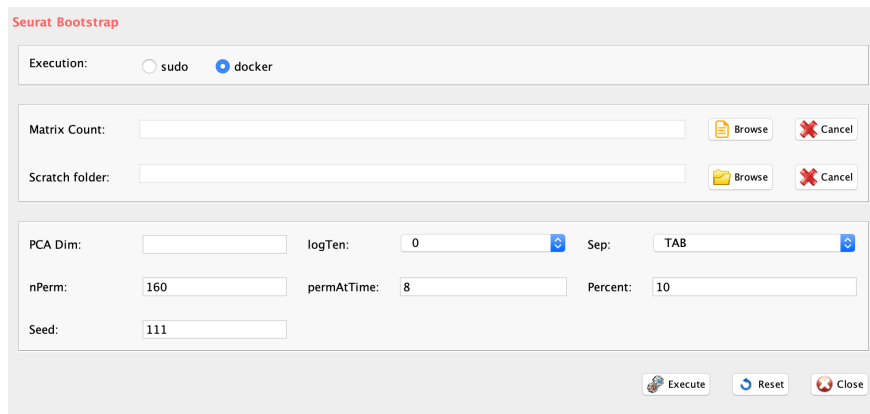 Seurat Bootstrap
Execution: sudo docker
Matrix Count: Browse Cancel
Scratch folder: Browse Cancel
PCA Dim: logTen: 0 Sep: TAB
nPerm: 160 permAtTime: 8 Percent: 10
Seed: 111
Execute Reset Close